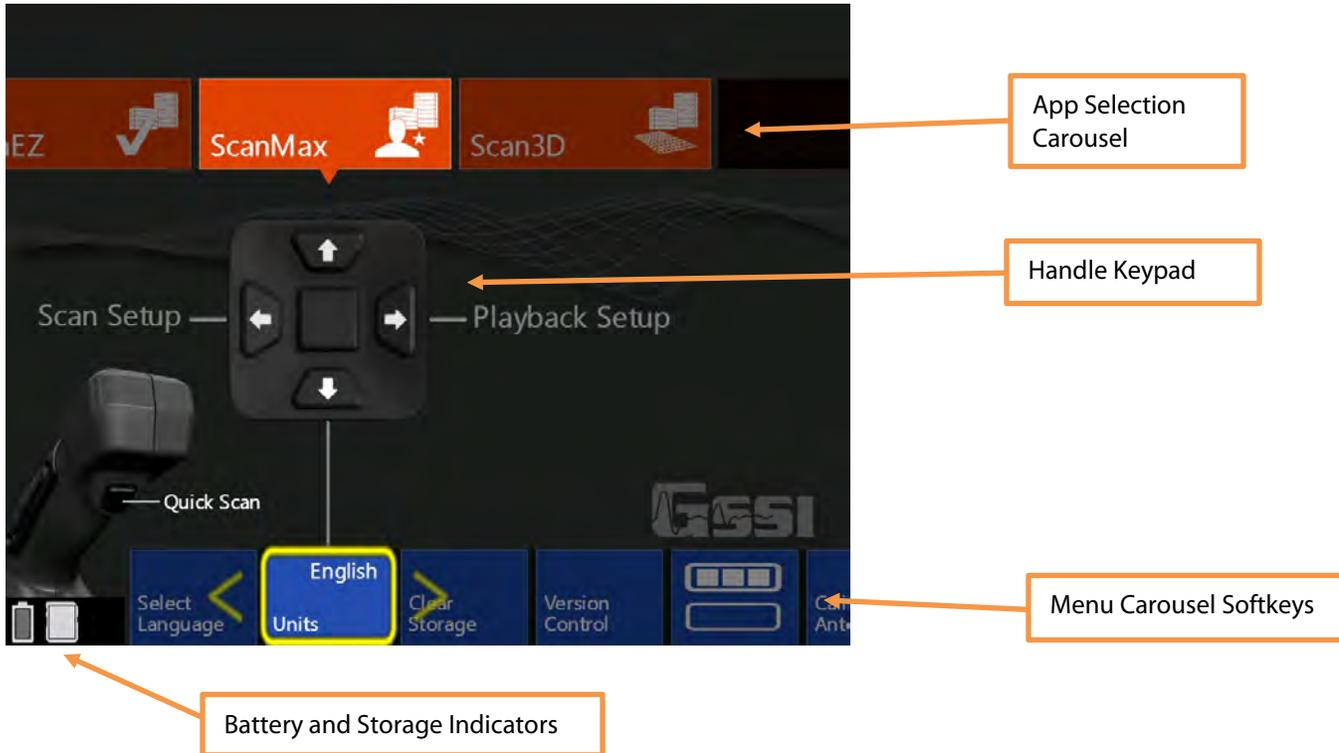 EZ
ScanMax
Scan3D
App Selection
Carousel
Handle Keypad
Scan Setup
Playback Setup
Quick Scan
GSSI
English
Units
Select
Language
Clear
Storage
Version
Control
Menu Carousel Softkeys
Battery and Storage Indicators